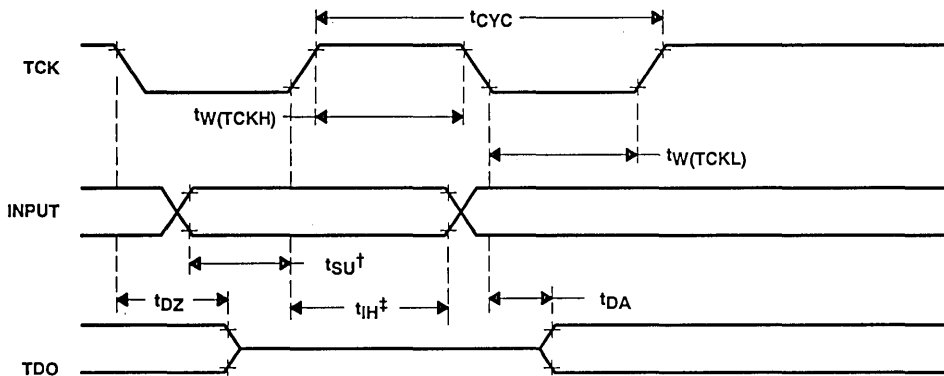 tCYC
TCK
tW(TCKH)
tW(TCKL)
INPUT
tSU†
tDZ
tIH‡
tDA
TDO